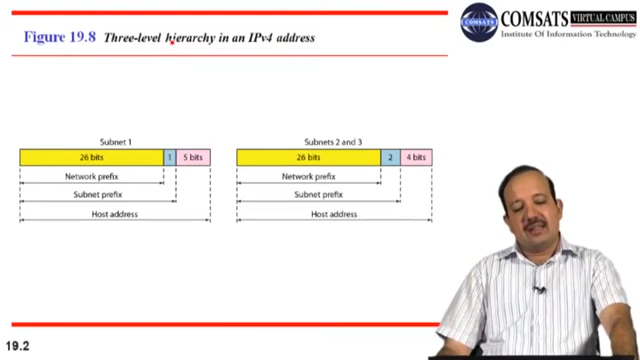 Figure 19.8 Three-level hierarchy in an IPv4 address
COMSATS VIRTUAL CAMPUS
COMSATS
Institute Of Information Technology
Subnet 1
26 bits 1 5 bits
Network prefix
Subnet prefix
Host address
Subnets 2 and 3
26 bits 2 4 bits
Network prefix
Subnet prefix
Host address
19.2